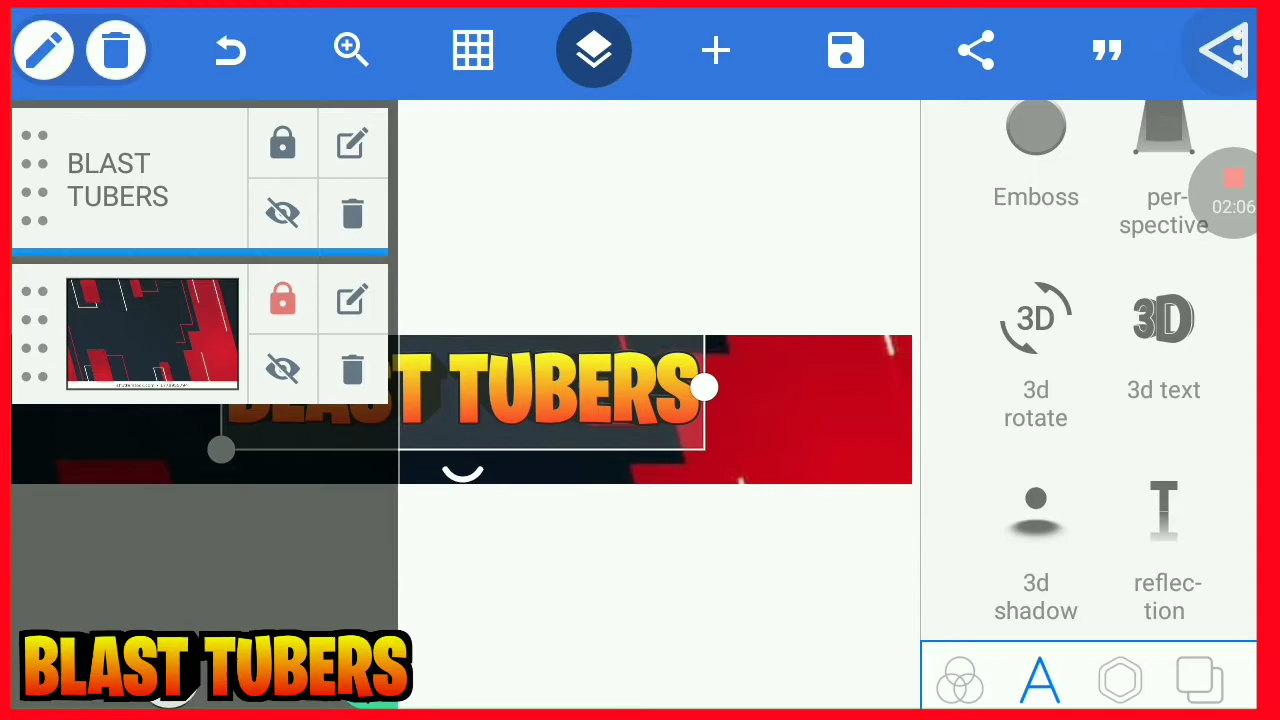 BLAST
TUBERS
02:06
Emboss
per-
spective
3D
3D
3d
rotate
3d text
BLAST TUBERS
T
3d
shadow
reflec-
tion
BLAST TUBERS
A